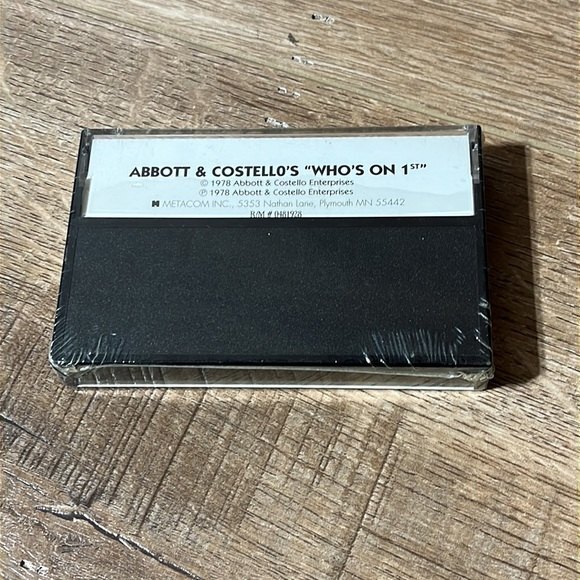 ABBOTT & COSTELLO'S "WHO'S ON 1ST"
© 1978 Abbott & Costello Enterprises
℗ 1978 Abbott & Costello Enterprises
METACOM INC., 5353 Nathan Lane, Plymouth MN 55442
R/M # 0481928